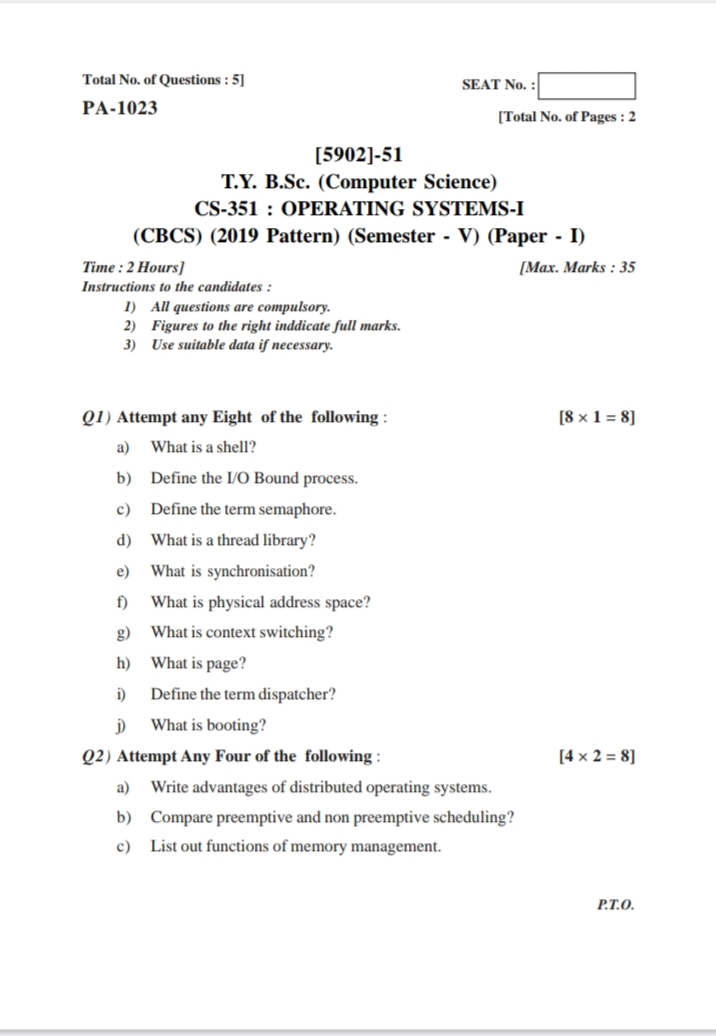 Total No. of Questions : 5]
SEAT No. :
PA-1023
[Total No. of Pages : 2
[5902]-51
T.Y. B.Sc. (Computer Science)
CS-351 : OPERATING SYSTEMS-I
(CBCS) (2019 Pattern) (Semester - V) (Paper - I)
Time : 2 Hours] [Max. Marks : 35
Instructions to the candidates :
1) All questions are compulsory.
2) Figures to the right inddicate full marks.
3) Use suitable data if necessary.
Q1) Attempt any Eight of the following : [8 × 1 = 8]
a) What is a shell?
b) Define the I/O Bound process.
c) Define the term semaphore.
d) What is a thread library?
e) What is synchronisation?
f) What is physical address space?
g) What is context switching?
h) What is page?
i) Define the term dispatcher?
j) What is booting?
Q2) Attempt Any Four of the following : [4 × 2 = 8]
a) Write advantages of distributed operating systems.
b) Compare preemptive and non preemptive scheduling?
c) List out functions of memory management.
P.T.O.